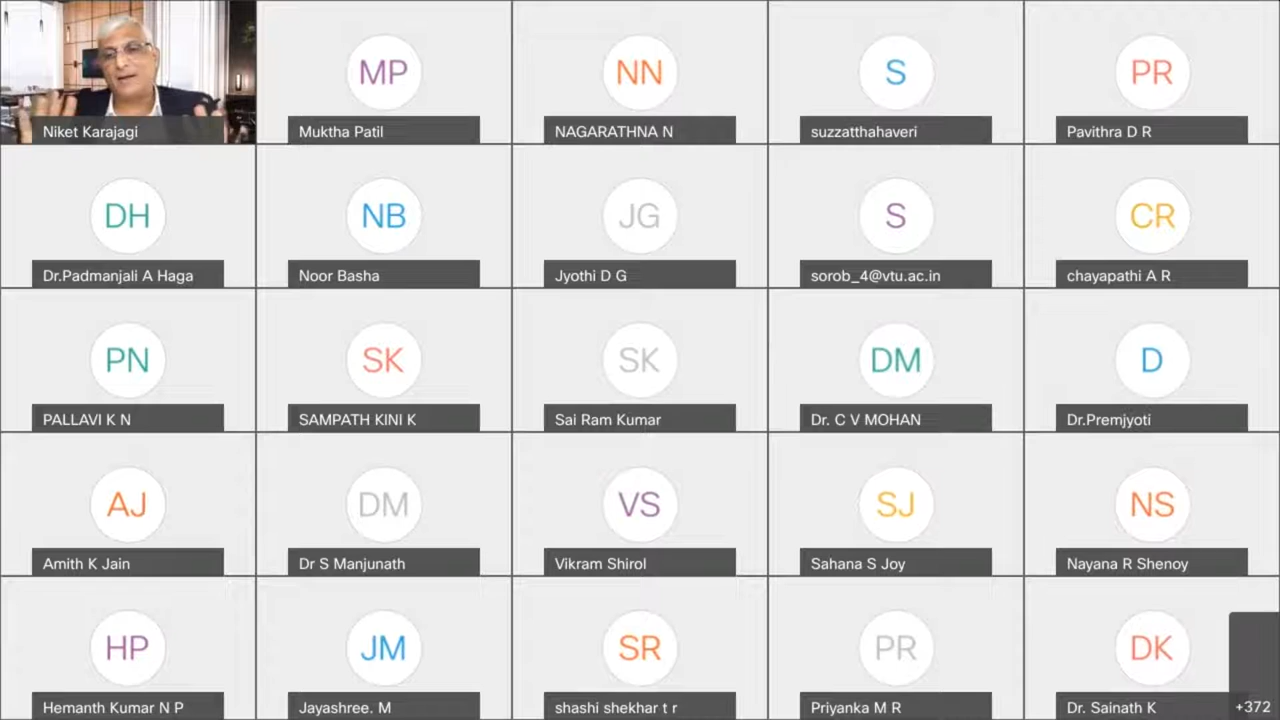 Niket Karajagi
MP
Muktha Patil
NN
NAGARATHNA N
S
suzzatthahaveri
PR
Pavithra D R
DH
Dr.Padmanjali A Haga
NB
Noor Basha
JG
Jyothi D G
S
sorob_4@vtu.ac.in
CR
chayapathi A R
PN
PALLAVI K N
SK
SAMPATH KINI K
SK
Sai Ram Kumar
DM
Dr. C V MOHAN
D
Dr.Premjyoti
AJ
Amith K Jain
DM
Dr S Manjunath
VS
Vikram Shirol
SJ
Sahana S Joy
NS
Nayana R Shenoy
HP
Hemanth Kumar N P
JM
Jayashree. M
SR
shashi shekhar t r
PR
Priyanka M R
DK
Dr. Sainath K
+372